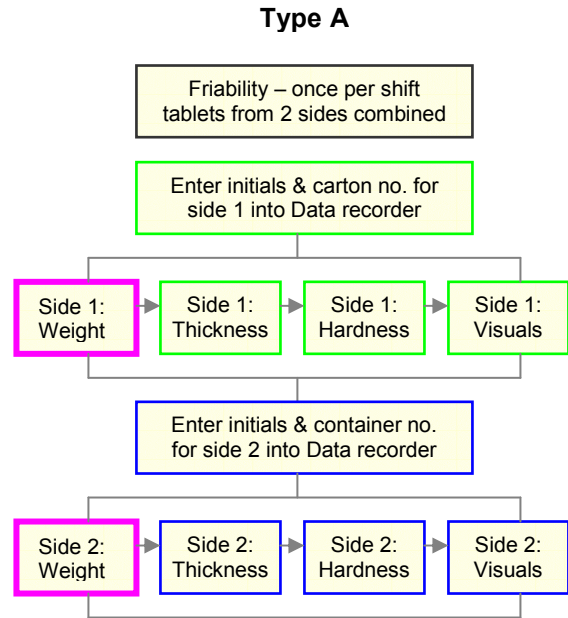 Type A
Friability – once per shift
tablets from 2 sides combined
Enter initials & carton no. for
side 1 into Data recorder
Side 1:
Weight
Side 1:
Thickness
Side 1:
Hardness
Side 1:
Visuals
Enter initials & container no.
for side 2 into Data recorder
Side 2:
Weight
Side 2:
Thickness
Side 2:
Hardness
Side 2:
Visuals